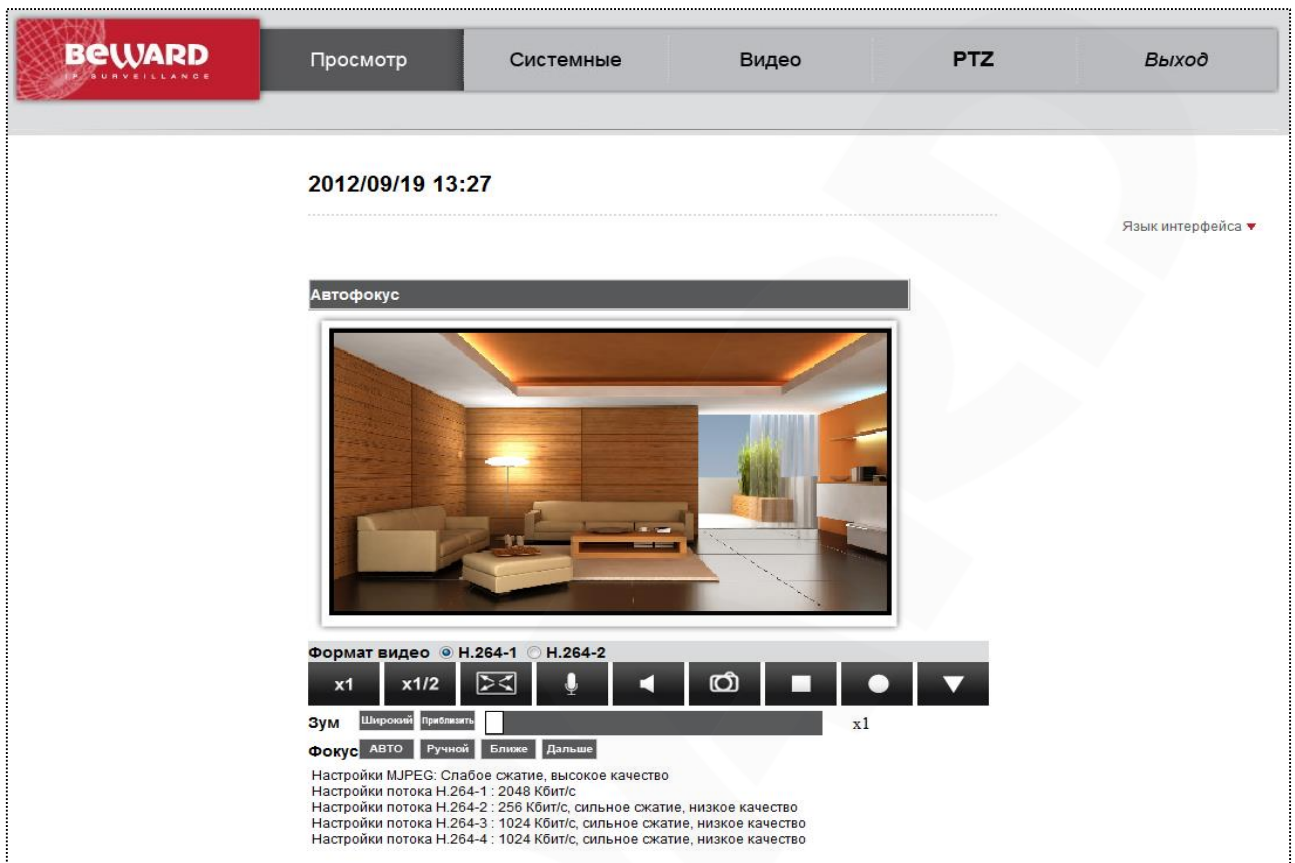 BEWARD
IP SURVEILLANCE
Просмотр
Системные
Видео
PTZ
Выход
2012/09/19 13:27
Язык интерфейса
Автофокус
Формат видео H.264-1 H.264-2
x1 x1/2
Зум Широкий Приблизить x1
Фокус АВТО Ручной Ближе Дальше
Настройки MJPEG: Слабое сжатие, высокое качество
Настройки потока H.264-1 : 2048 Кбит/с
Настройки потока H.264-2 : 256 Кбит/с, сильное сжатие, низкое качество
Настройки потока H.264-3 : 1024 Кбит/с, сильное сжатие, низкое качество
Настройки потока H.264-4 : 1024 Кбит/с, сильное сжатие, низкое качество